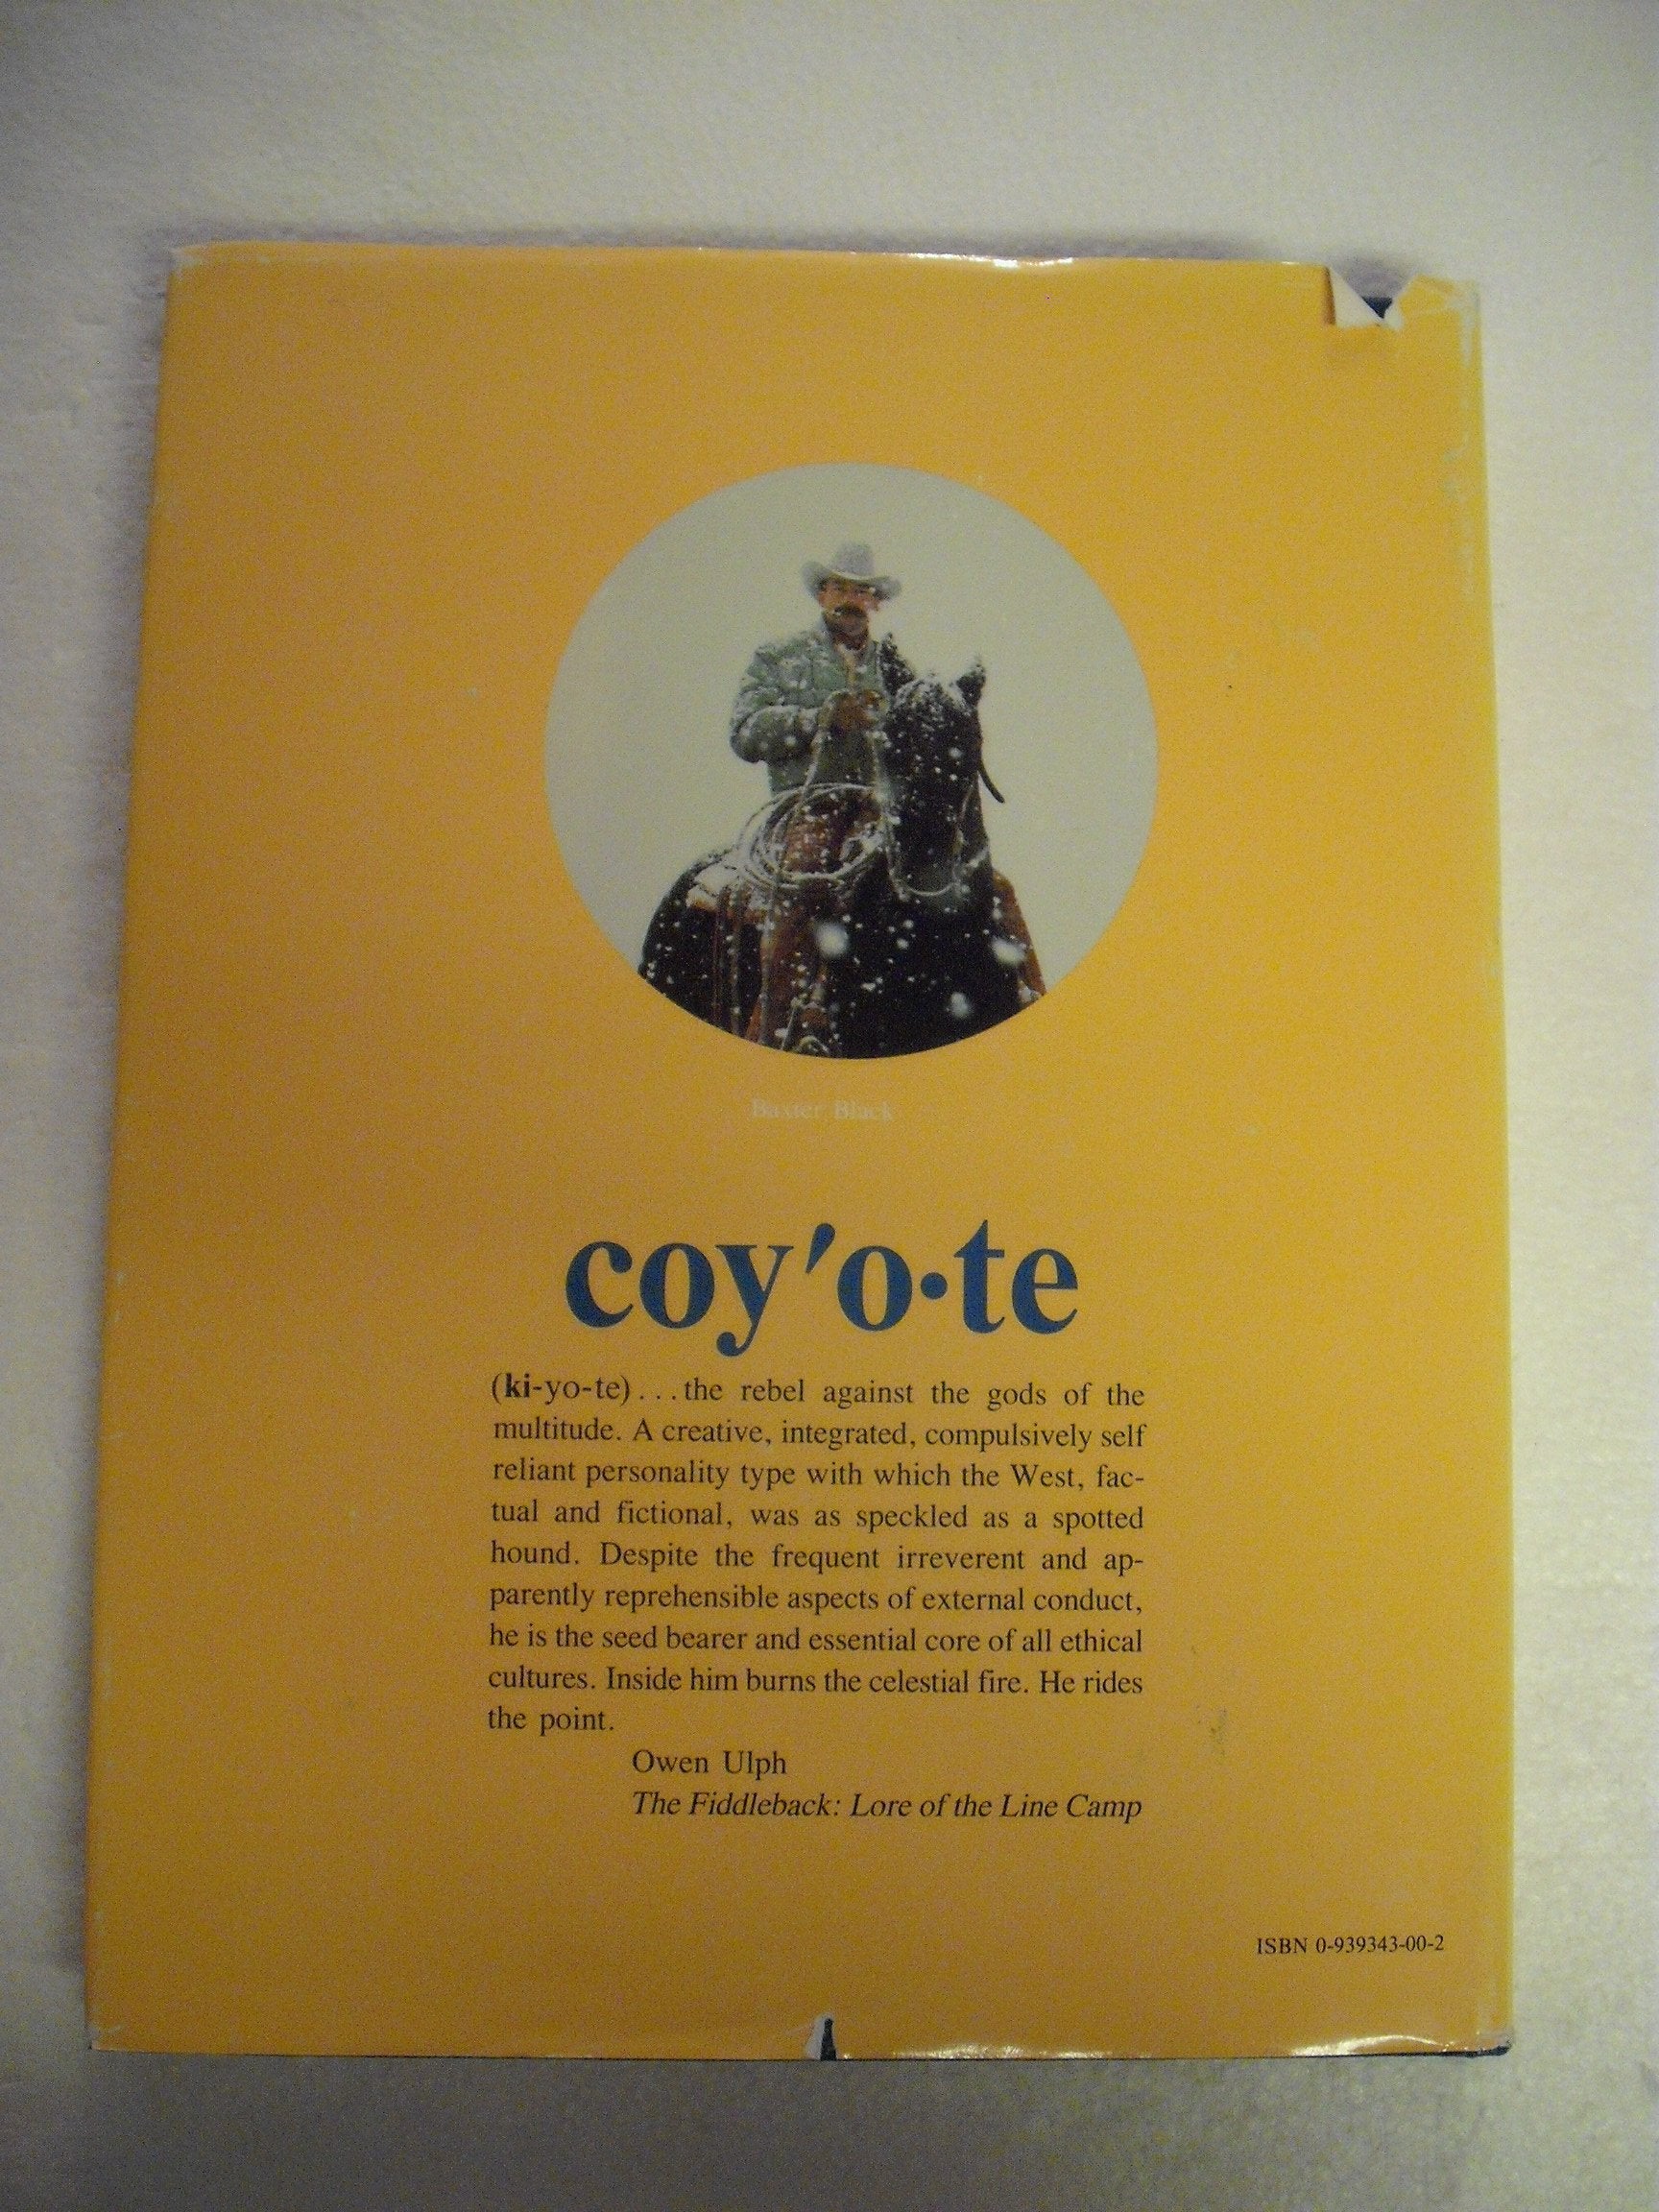 Baxter Black
coy′o·te
(ki-yo-te)...the rebel against the gods of the
multitude. A creative, integrated, compulsively self
reliant personality type with which the West, fac-
tual and fictional, was as speckled as a spotted
hound. Despite the frequent irreverent and ap-
parently reprehensible aspects of external conduct,
he is the seed bearer and essential core of all ethical
cultures. Inside him burns the celestial fire. He rides
the point.
Owen Ulph
The Fiddleback: Lore of the Line Camp
ISBN 0-939343-00-2